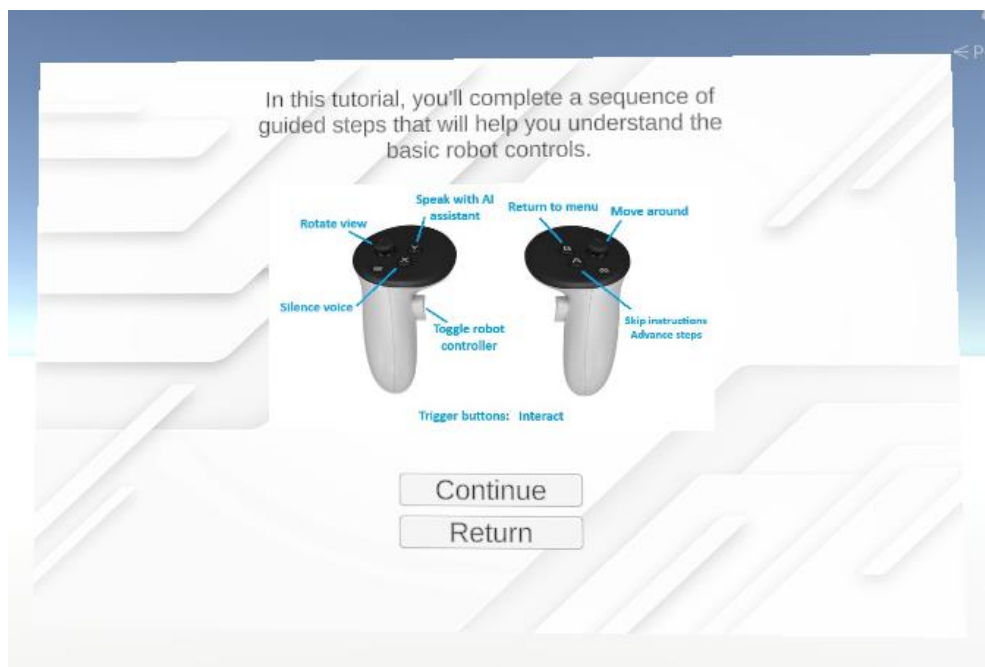 In this tutorial, you'll complete a sequence of
guided steps that will help you understand the
basic robot controls.
Speak with AI
assistant
Return to menu
Move around
Rotate view
Y
B
X
A
Silence voice
Toggle robot
controller
Skip instructions
Advance steps
Trigger buttons: Interact
Continue
Return
P